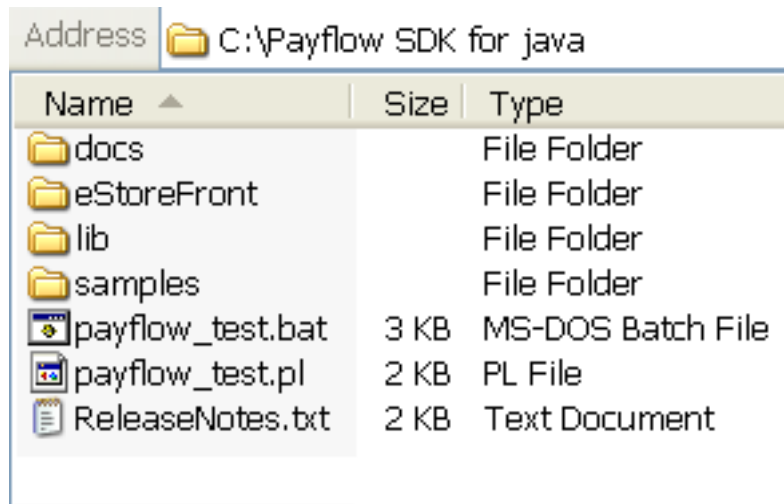 Address C:\Payflow SDK for java
Name Size Type
docs File Folder
eStoreFront File Folder
lib File Folder
samples File Folder
payflow_test.bat 3 KB MS-DOS Batch File
payflow_test.pl 2 KB PL File
ReleaseNotes.txt 2 KB Text Document